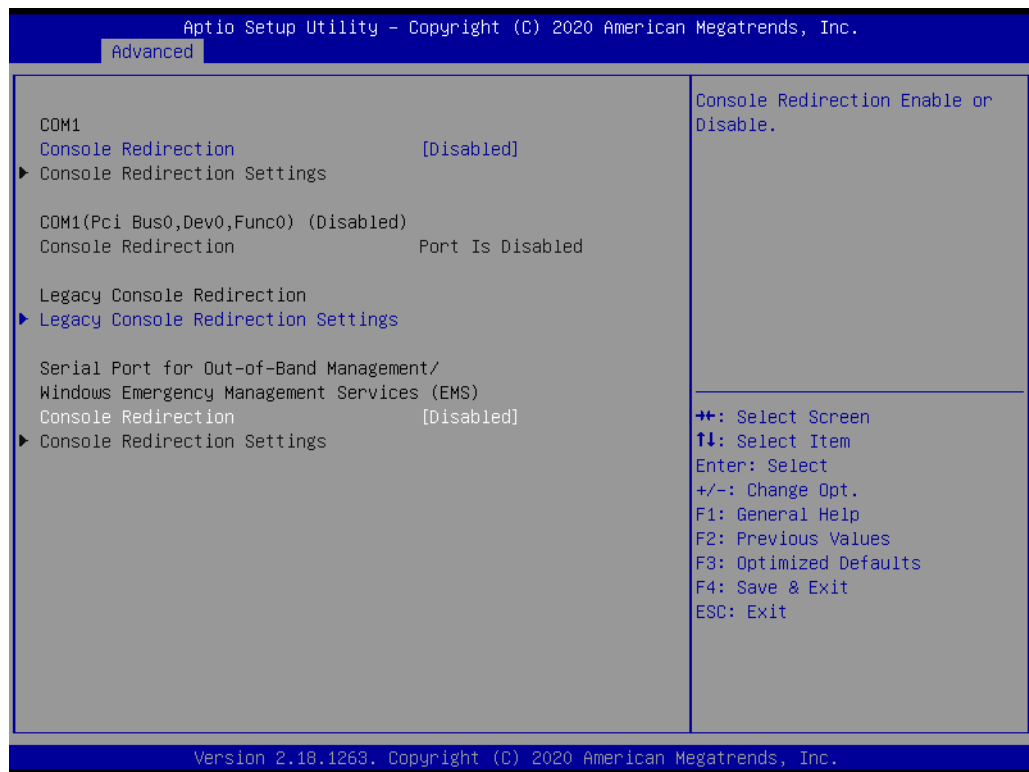 Aptio Setup Utility – Copyright (C) 2020 American Megatrends, Inc.
Advanced
COM1
Console Redirection [Disabled]
▶ Console Redirection Settings
COM1(Pci Bus0,Dev0,Func0) (Disabled)
Console Redirection Port Is Disabled
Legacy Console Redirection
▶ Legacy Console Redirection Settings
Serial Port for Out-of-Band Management/
Windows Emergency Management Services (EMS)
Console Redirection [Disabled]
▶ Console Redirection Settings
Console Redirection Enable or
Disable.
→←: Select Screen
↑↓: Select Item
Enter: Select
+/-: Change Opt.
F1: General Help
F2: Previous Values
F3: Optimized Defaults
F4: Save & Exit
ESC: Exit
Version 2.18.1263. Copyright (C) 2020 American Megatrends, Inc.